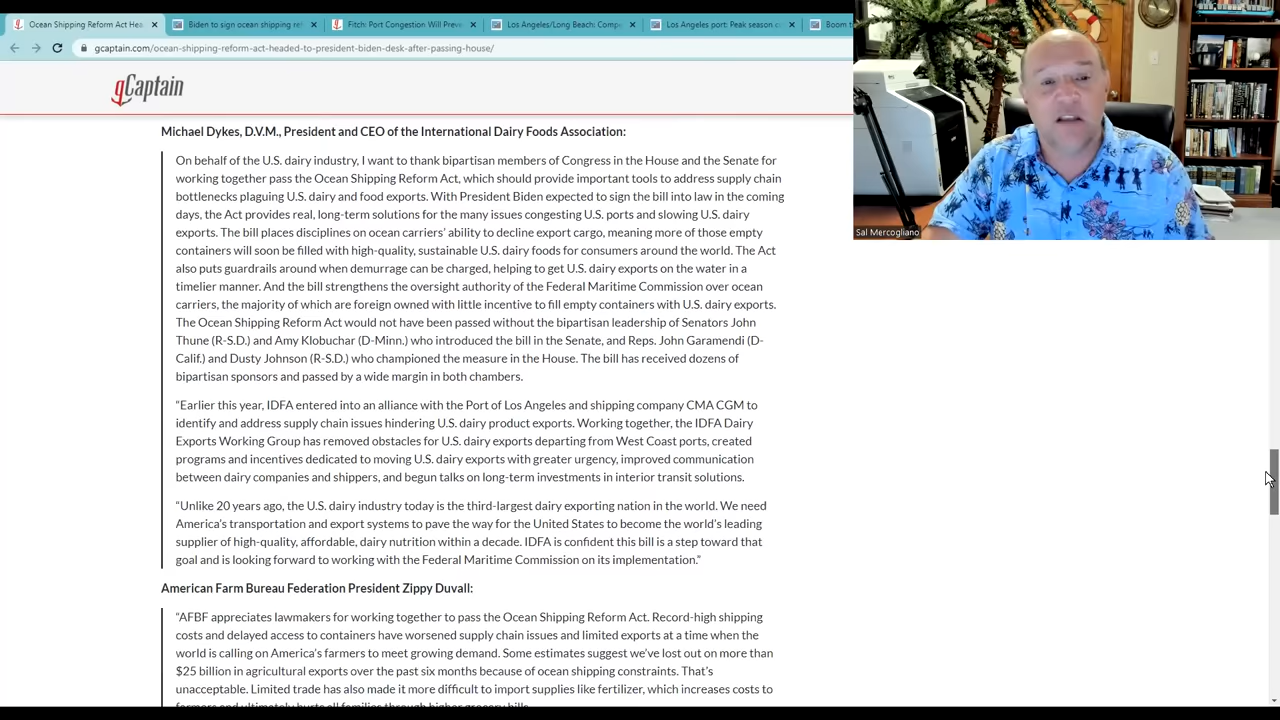 Ocean Shipping Reform Act Hea
Biden to sign ocean shipping re
Fitch: Port Congestion Will Preve
Los Angeles/Long Beach: Comp
Los Angeles port: Peak season c
Boom t
gcaptain.com/ocean-shipping-reform-act-headed-to-president-biden-desk-after-passing-house/
gCaptain
Michael Dykes, D.V.M., President and CEO of the International Dairy Foods Association:
On behalf of the U.S. dairy industry, I want to thank bipartisan members of Congress in the House and the Senate for
working together pass the Ocean Shipping Reform Act, which should provide important tools to address supply chain
bottlenecks plaguing U.S. dairy and food exports. With President Biden expected to sign the bill into law in the coming
days, the Act provides real, long-term solutions for the many issues congesting U.S. ports and slowing U.S. dairy
exports. The bill places disciplines on ocean carriers' ability to decline export cargo, meaning more of those empty
containers will soon be filled with high-quality, sustainable U.S. dairy foods for consumers around the world. The Act
also puts guardrails around when demurrage can be charged, helping to get U.S. dairy exports on the water in a
timelier manner. And the bill strengthens the oversight authority of the Federal Maritime Commission over ocean
carriers, the majority of which are foreign owned with little incentive to fill empty containers with U.S. dairy exports.
The Ocean Shipping Reform Act would not have been passed without the bipartisan leadership of Senators John
Thune (R-S.D.) and Amy Klobuchar (D-Minn.) who introduced the bill in the Senate, and Reps. John Garamendi (D-
Calif.) and Dusty Johnson (R-S.D.) who championed the measure in the House. The bill has received dozens of
bipartisan sponsors and passed by a wide margin in both chambers.
“Earlier this year, IDFA entered into an alliance with the Port of Los Angeles and shipping company CMA CGM to
identify and address supply chain issues hindering U.S. dairy product exports. Working together, the IDFA Dairy
Exports Working Group has removed obstacles for U.S. dairy exports departing from West Coast ports, created
programs and incentives dedicated to moving U.S. dairy exports with greater urgency, improved communication
between dairy companies and shippers, and begun talks on long-term investments in interior transit solutions.
“Unlike 20 years ago, the U.S. dairy industry today is the third-largest dairy exporting nation in the world. We need
America’s transportation and export systems to pave the way for the United States to become the world’s leading
supplier of high-quality, affordable, dairy nutrition within a decade. IDFA is confident this bill is a step toward that
goal and is looking forward to working with the Federal Maritime Commission on its implementation.”
American Farm Bureau Federation President Zippy Duvall:
“AFBF appreciates lawmakers for working together to pass the Ocean Shipping Reform Act. Record-high shipping
costs and delayed access to containers have worsened supply chain issues and limited exports at a time when the
world is calling on America’s farmers to meet growing demand. Some estimates suggest we’ve lost out on more than
$25 billion in agricultural exports over the past six months because of ocean shipping constraints. That’s
unacceptable. Limited trade has also made it more difficult to import supplies like fertilizer, which increases costs to
farmers and ultimately hurts all families through higher grocery bills
Sal Mercogliano